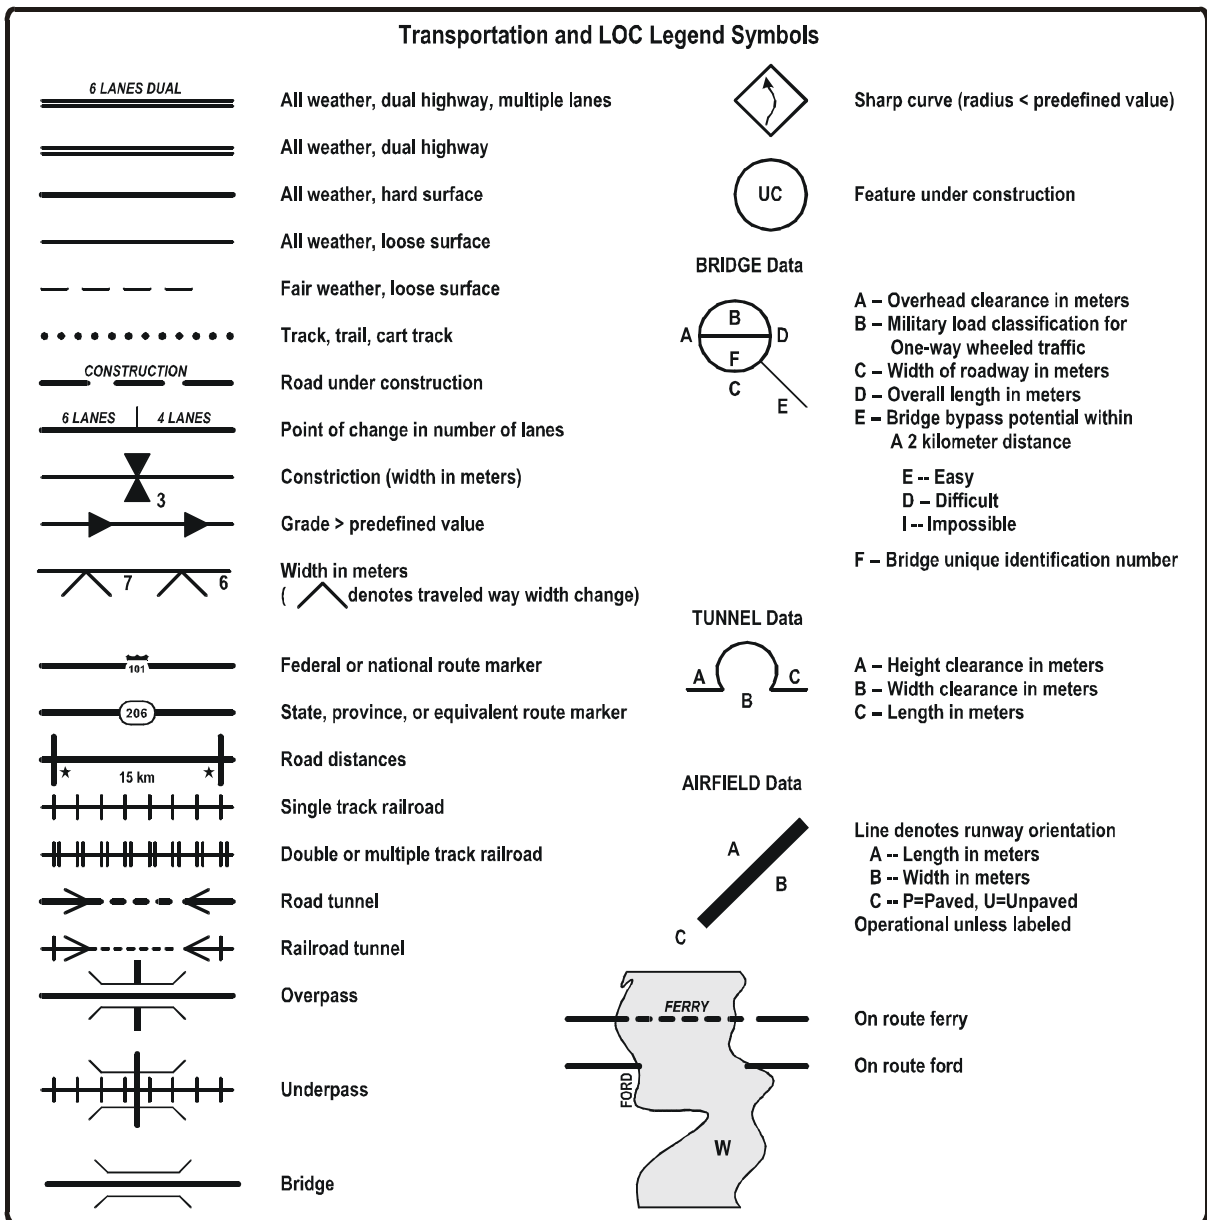 Transportation and LOC Legend Symbols
6 LANES DUAL
All weather, dual highway, multiple lanes
All weather, dual highway
All weather, hard surface
All weather, loose surface
Fair weather, loose surface
Track, trail, cart track
CONSTRUCTION
Road under construction
6 LANES 4 LANES
Point of change in number of lanes
3
Constriction (width in meters)
Grade > predefined value
7 6
Width in meters
( denotes traveled way width change)
101
Federal or national route marker
206
State, province, or equivalent route marker
15 km
Road distances
Single track railroad
Double or multiple track railroad
Road tunnel
Railroad tunnel
Overpass
Underpass
Bridge
Sharp curve (radius < predefined value)
UC
Feature under construction
BRIDGE Data
B
A D
F
C
E
A – Overhead clearance in meters
B – Military load classification for
One-way wheeled traffic
C – Width of roadway in meters
D – Overall length in meters
E – Bridge bypass potential within
A 2 kilometer distance
E -- Easy
D – Difficult
I -- Impossible
F – Bridge unique identification number
TUNNEL Data
A C
B
A – Height clearance in meters
B – Width clearance in meters
C – Length in meters
AIRFIELD Data
A
B
C
Line denotes runway orientation
A -- Length in meters
B -- Width in meters
C -- P=Paved, U=Unpaved
Operational unless labeled
FERRY
On route ferry
FORD
On route ford
W